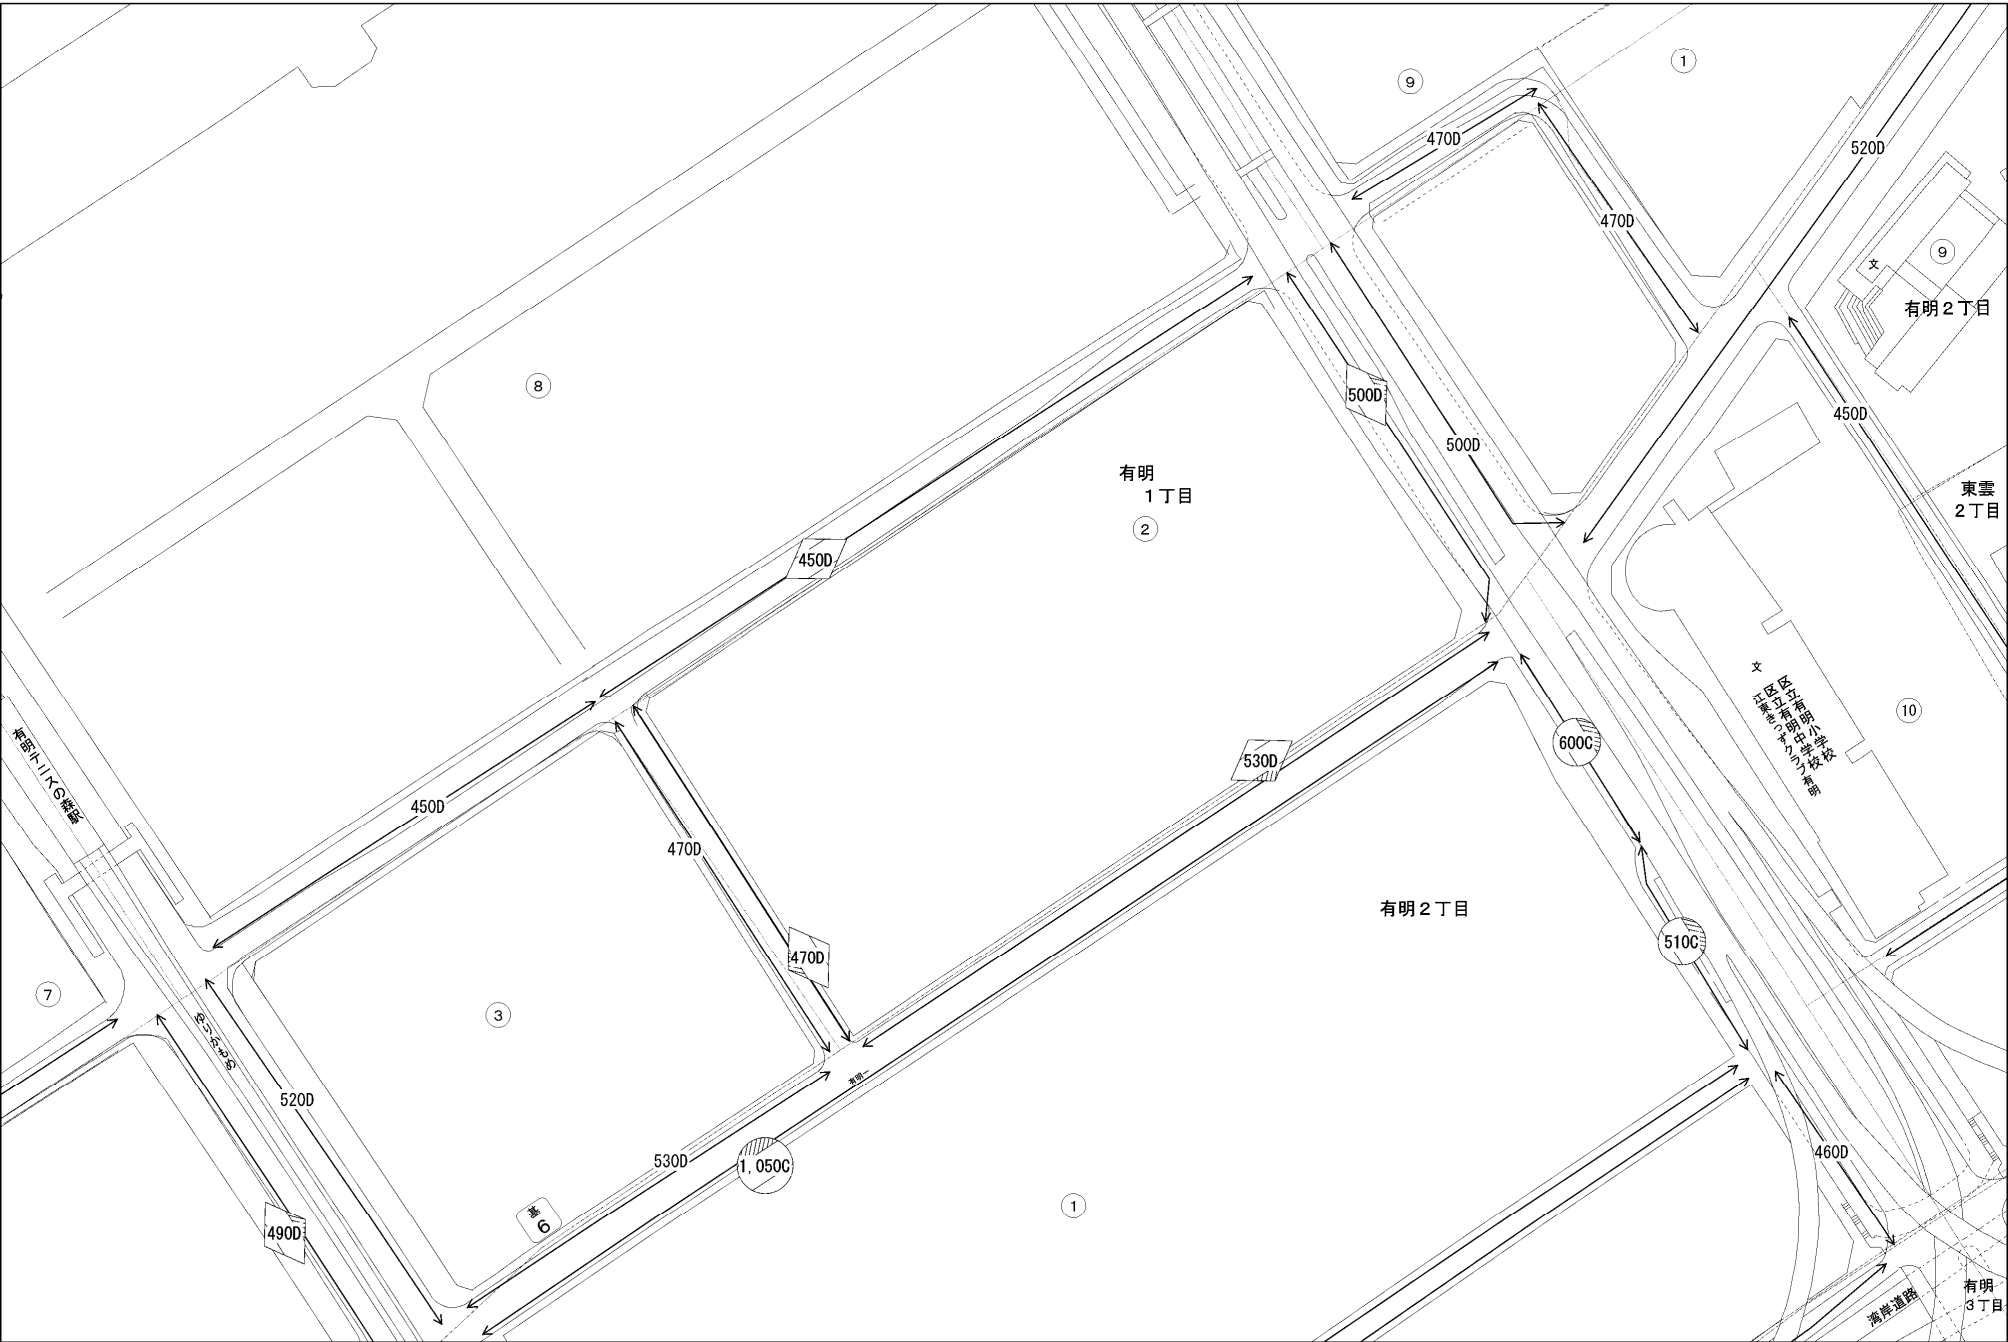 ⑨
①
470D
520D
470D
⑨
文
有明2丁目
⑧
500D
450D
500D
有明
1丁目
②
東雲
2丁目
450D
文
区立有明小学校
区立有明中学校
江東きっずクラブ有明
⑩
有明テニスの森駅
600C
530D
450D
470D
有明2丁目
510C
470D
⑦
③
ゆりかもめ
有明一
520D
530D
1,050C
460D
基
6
①
490D
有明
3丁目
湾岸道路